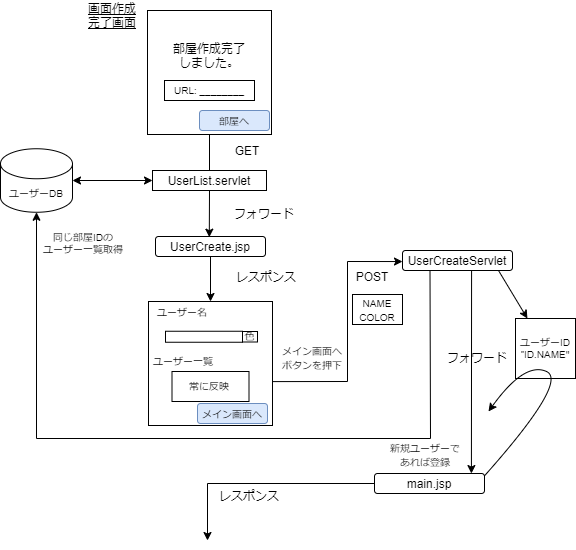 画面作成
完了画面
部屋作成完了
しました。
URL: ________
部屋へ
GET
UserList.servlet
ユーザーDB
フォワード
同じ部屋IDの
ユーザー一覧取得
UserCreate.jsp
UserCreateServlet
レスポンス
POST
ユーザー名
NAME
COLOR
色
ユーザーID
"ID.NAME"
メイン画面へ
ボタンを押下
フォワード
ユーザー一覧
常に反映
メイン画面へ
新規ユーザーで
あれば登録
main.jsp
レスポンス